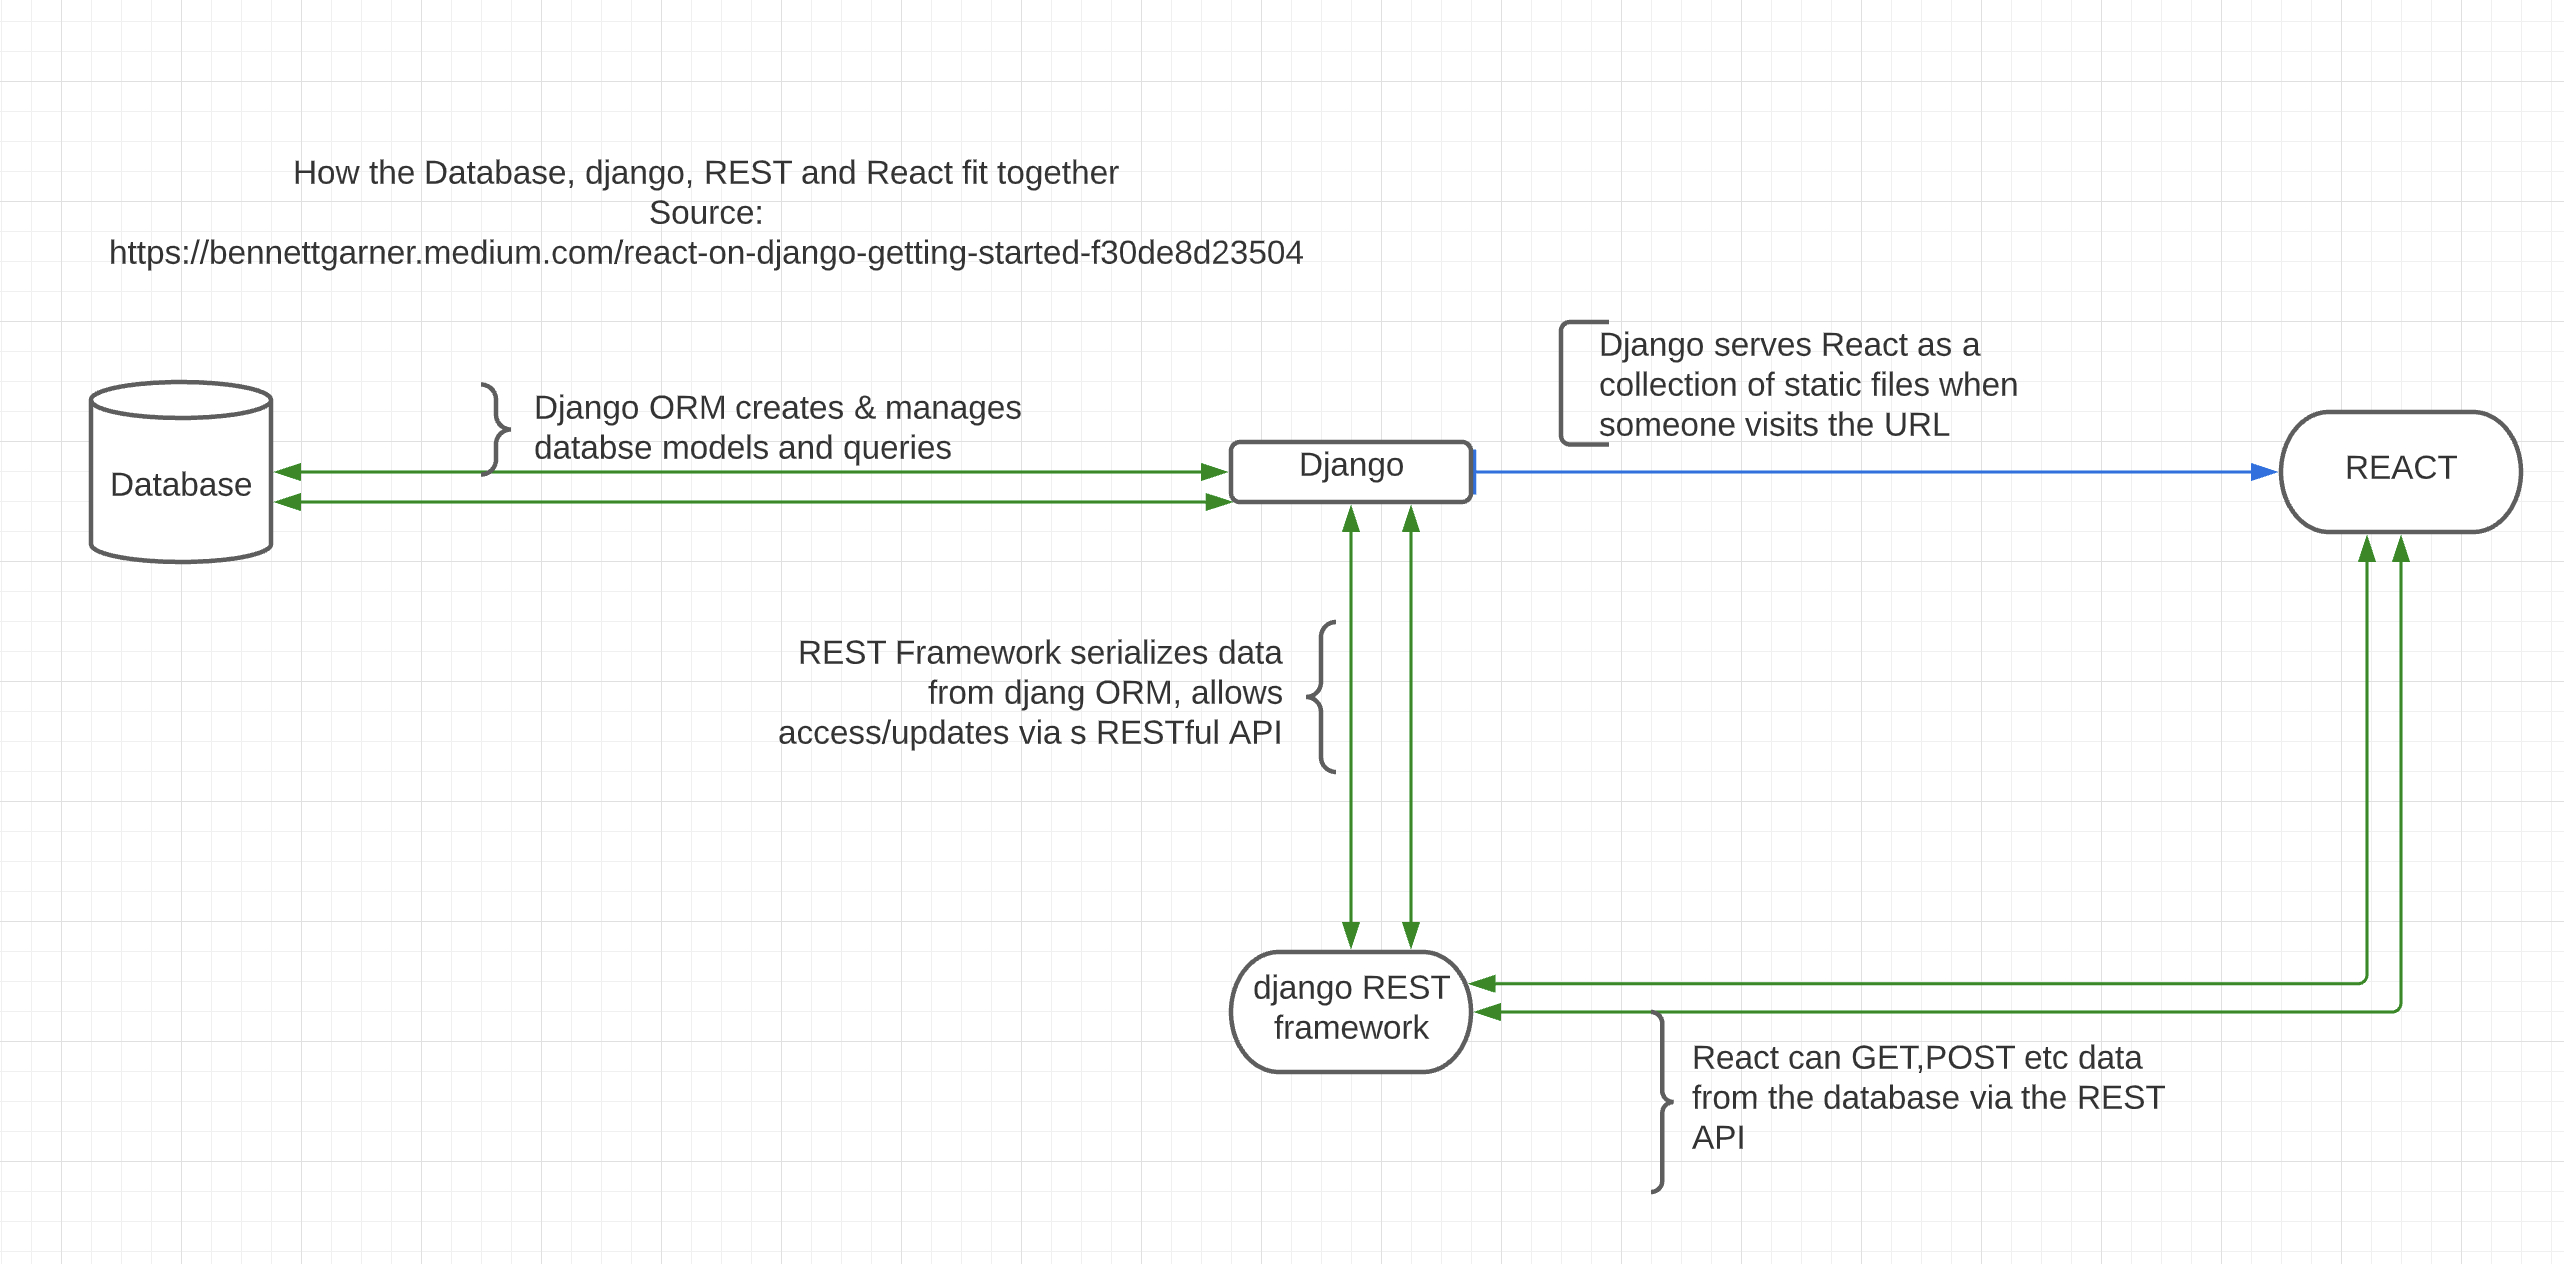 How the Database, django, REST and React fit together
Source:
https://bennettgarner.medium.com/react-on-django-getting-started-f30de8d23504
Django serves React as a
collection of static files when
someone visits the URL
Django ORM creates & manages
databse models and queries
Database
Django
REACT
REST Framework serializes data
from djang ORM, allows
access/updates via s RESTful API
django REST
framework
React can GET,POST etc data
from the database via the REST
API